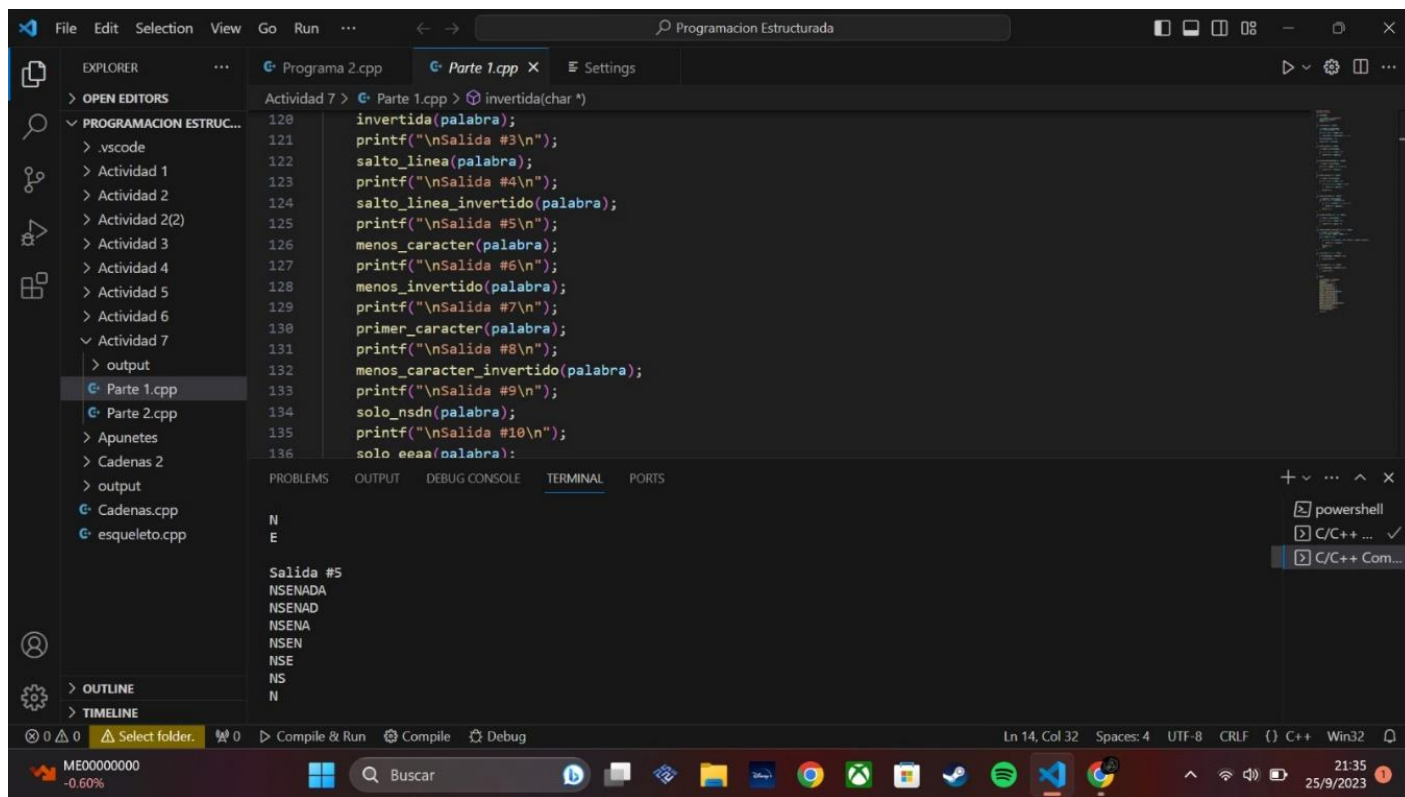 File Edit Selection View Go Run ··· Programacion Estructurada
EXPLORER ···
Programa 2.cpp Parte 1.cpp Settings
OPEN EDITORS
Actividad 7 > Parte 1.cpp > invertida(char *)
PROGRAMACION ESTRUC...
.vscode
Actividad 1
Actividad 2
Actividad 2(2)
Actividad 3
Actividad 4
Actividad 5
Actividad 6
Actividad 7
output
Parte 1.cpp
Parte 2.cpp
Apunetes
Cadenas 2
output
Cadenas.cpp
esqueleto.cpp
OUTLINE
TIMELINE
120 invertida(palabra);
121 printf("\nSalida #3\n");
122 salto_linea(palabra);
123 printf("\nSalida #4\n");
124 salto_linea_invertido(palabra);
125 printf("\nSalida #5\n");
126 menos_caracter(palabra);
127 printf("\nSalida #6\n");
128 menos_invertido(palabra);
129 printf("\nSalida #7\n");
130 primer_caracter(palabra);
131 printf("\nSalida #8\n");
132 menos_caracter_invertido(palabra);
133 printf("\nSalida #9\n");
134 solo_nsdn(palabra);
135 printf("\nSalida #10\n");
136 solo_eeaa(palabra);
PROBLEMS OUTPUT DEBUG CONSOLE TERMINAL PORTS
N
E
Salida #5
NSENADA
NSENAD
NSENA
NSEN
NSE
NS
N
powershell
C/C++ ...
C/C++ Com...
0 0 Select folder. 0 Compile & Run Compile Debug Ln 14, Col 32 Spaces: 4 UTF-8 CRLF {} C++ Win32
ME00000000
-0.60%
Buscar
21:35
25/9/2023
1